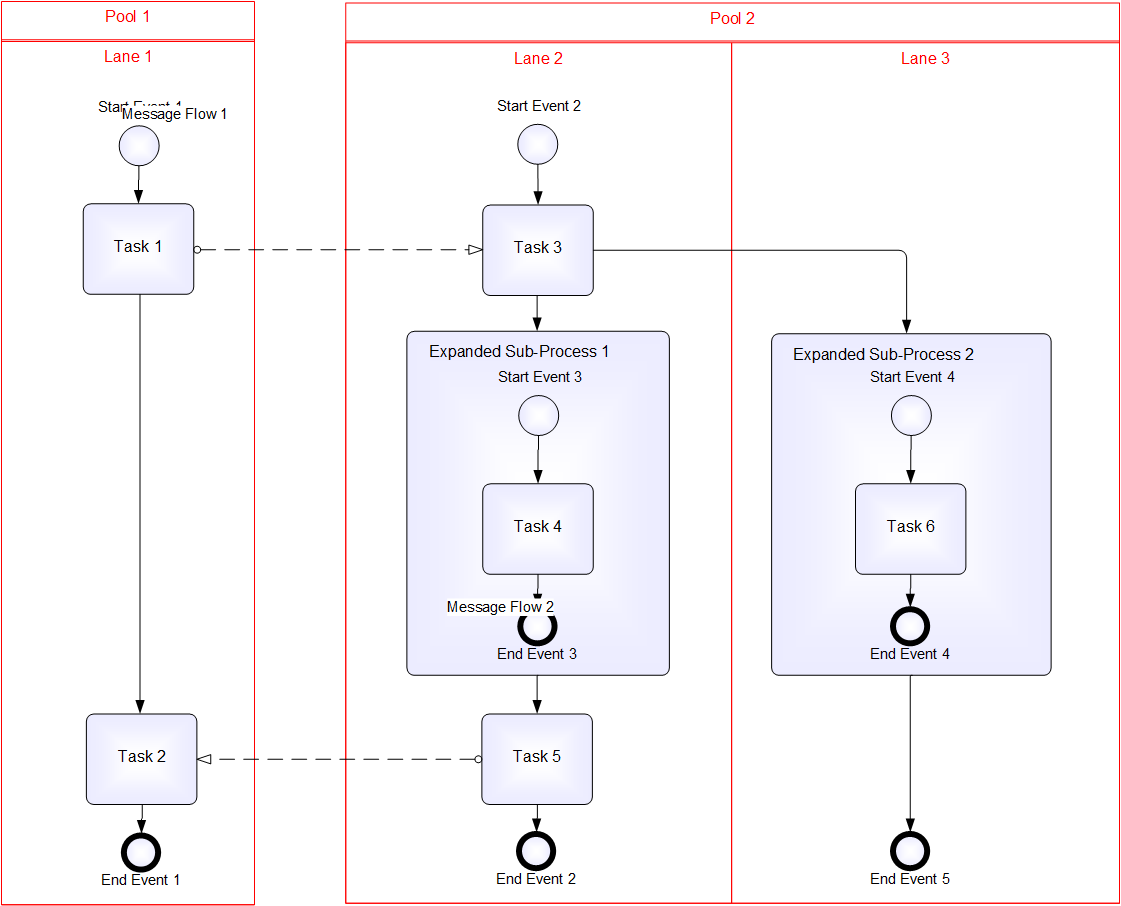 Pool 1
Pool 2
Lane 1
Lane 2
Lane 3
Start Event 1
Message Flow 1
Start Event 2
Task 1
Task 3
Expanded Sub-Process 1
Expanded Sub-Process 2
Start Event 3
Start Event 4
Task 4
Task 6
Message Flow 2
End Event 3
End Event 4
Task 2
Task 5
End Event 1
End Event 2
End Event 5